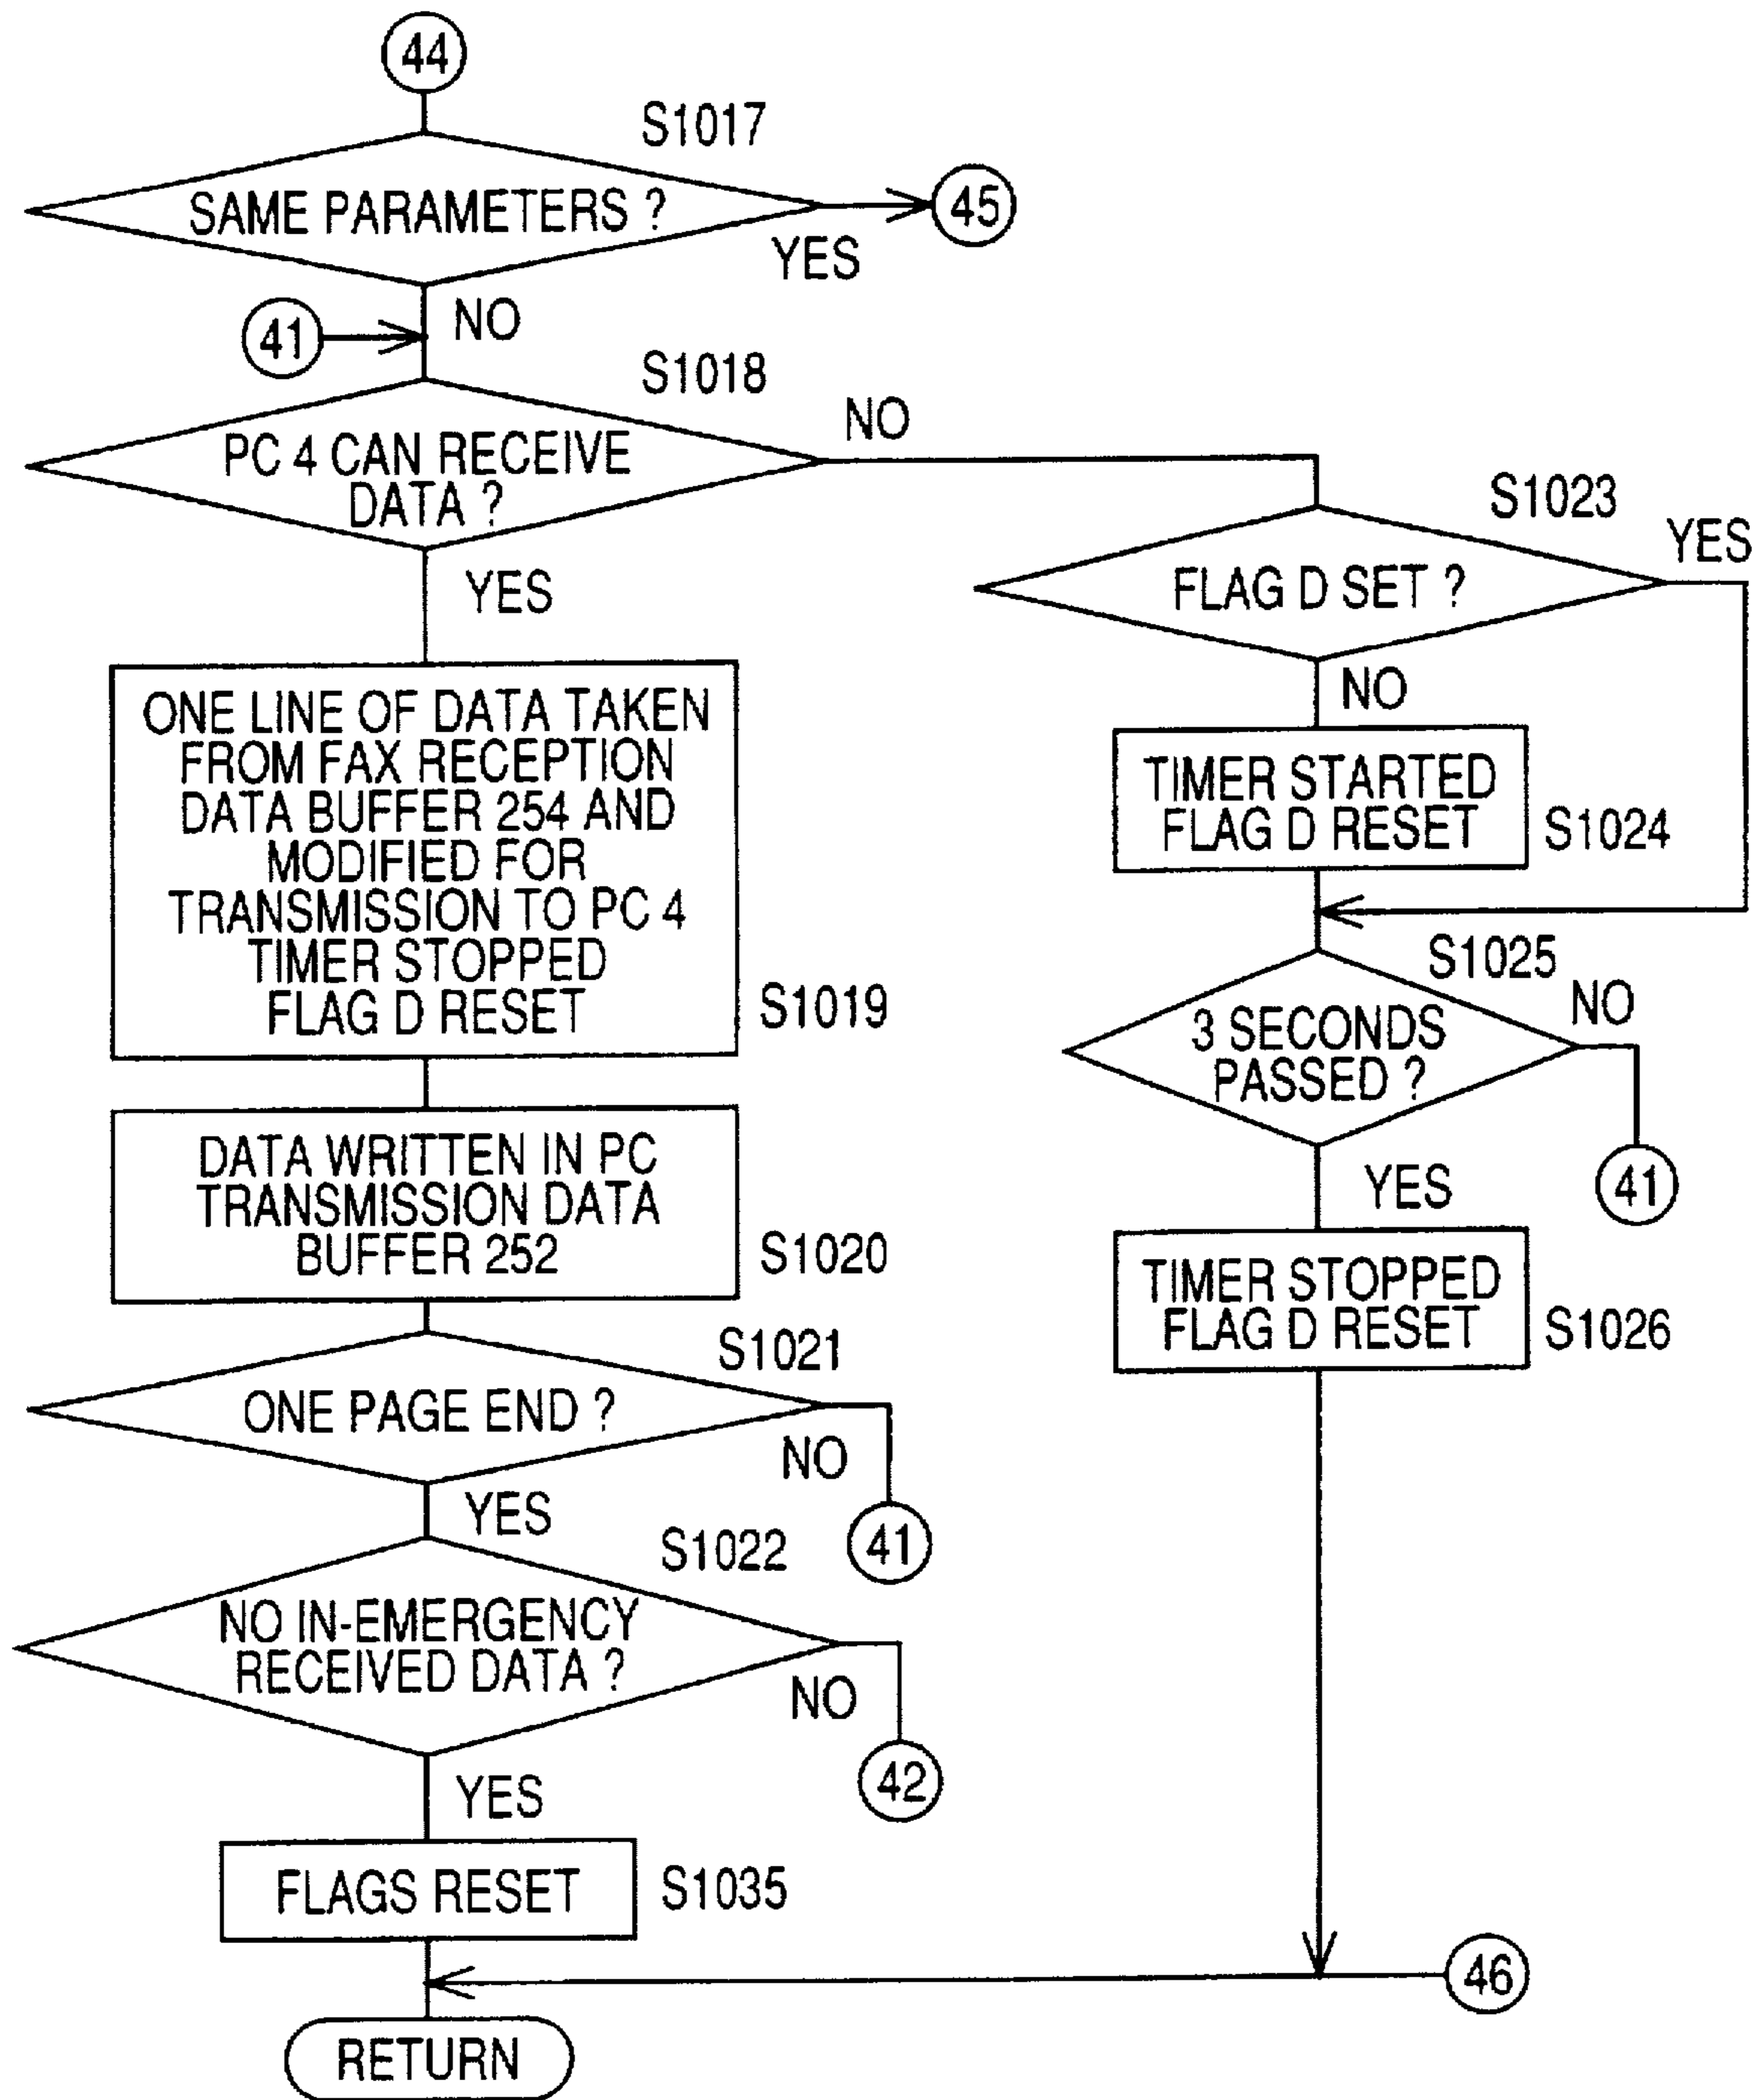 44
S1017
SAME PARAMETERS ?
45
YES
NO
41
S1018
PC 4 CAN RECEIVE
DATA ?
NO
YES
S1023
YES
FLAG D SET ?
NO
TIMER STARTED
FLAG D RESET
S1024
ONE LINE OF DATA TAKEN
FROM FAX RECEPTION
DATA BUFFER 254 AND
MODIFIED FOR
TRANSMISSION TO PC 4
TIMER STOPPED
FLAG D RESET
S1019
S1025
3 SECONDS
PASSED ?
NO
41
YES
DATA WRITTEN IN PC
TRANSMISSION DATA
BUFFER 252
S1020
TIMER STOPPED
FLAG D RESET
S1026
S1021
ONE PAGE END ?
NO
41
YES
S1022
NO IN-EMERGENCY
RECEIVED DATA ?
NO
42
YES
FLAGS RESET
S1035
46
RETURN